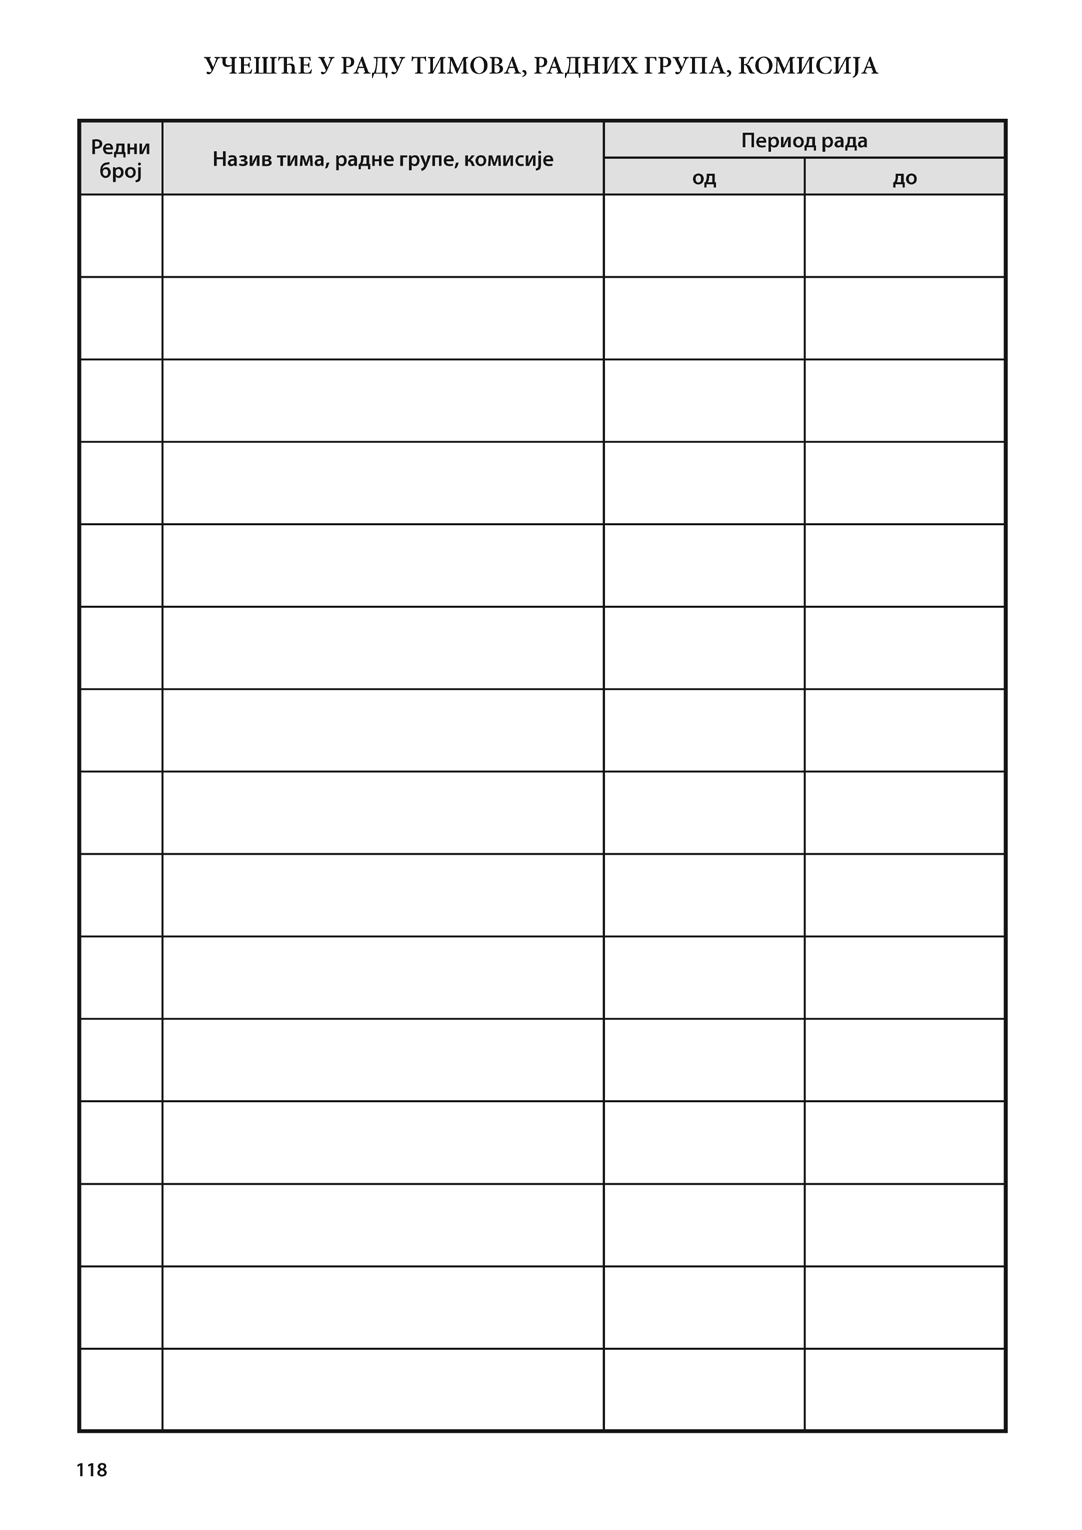 УЧЕШЋЕ У РАДУ ТИМОВА, РАДНИХ ГРУПА, КОМИСИЈА
Редни
број
Назив тима, радне групе, комисије
Период рада
од
до
118